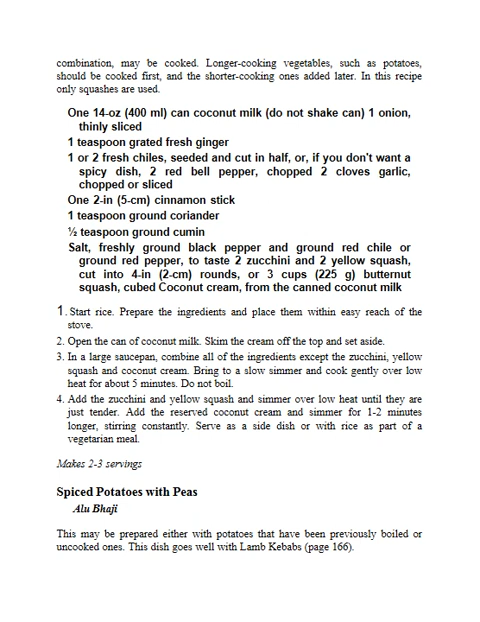 combination, may be cooked. Longer-cooking vegetables, such as potatoes,
should be cooked first, and the shorter-cooking ones added later. In this recipe
only squashes are used.
One 14-oz (400 ml) can coconut milk (do not shake can) 1 onion,
thinly sliced
1 teaspoon grated fresh ginger
1 or 2 fresh chiles, seeded and cut in half, or, if you don't want a
spicy dish, 2 red bell pepper, chopped 2 cloves garlic,
chopped or sliced
One 2-in (5-cm) cinnamon stick
1 teaspoon ground coriander
½ teaspoon ground cumin
Salt, freshly ground black pepper and ground red chile or
ground red pepper, to taste 2 zucchini and 2 yellow squash,
cut into 4-in (2-cm) rounds, or 3 cups (225 g) butternut
squash, cubed Coconut cream, from the canned coconut milk
1. Start rice. Prepare the ingredients and place them within easy reach of the
stove.
2. Open the can of coconut milk. Skim the cream off the top and set aside.
3. In a large saucepan, combine all of the ingredients except the zucchini, yellow
squash and coconut cream. Bring to a slow simmer and cook gently over low
heat for about 5 minutes. Do not boil.
4. Add the zucchini and yellow squash and simmer over low heat until they are
just tender. Add the reserved coconut cream and simmer for 1-2 minutes
longer, stirring constantly. Serve as a side dish or with rice as part of a
vegetarian meal.
Makes 2-3 servings
Spiced Potatoes with Peas
Alu Bhaji
This may be prepared either with potatoes that have been previously boiled or
uncooked ones. This dish goes well with Lamb Kebabs (page 166).